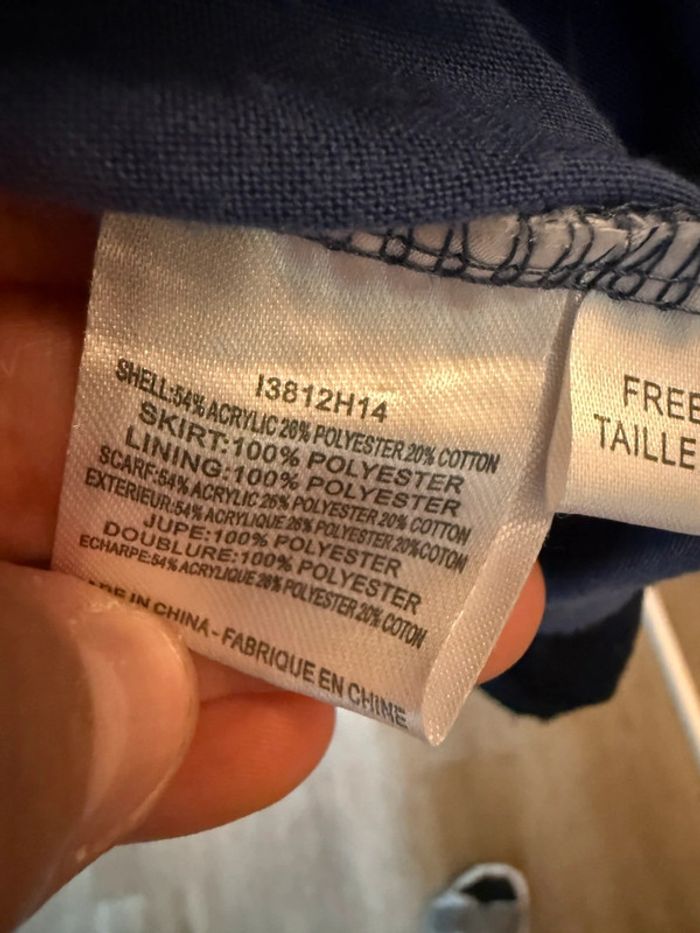 I3812H14
SHELL:54% ACRYLIC 26% POLYESTER 20% COTTON
SKIRT:100% POLYESTER
LINING:100% POLYESTER
SCARF:54% ACRYLIC 26% POLYESTER 20% COTTON
EXTERIEUR:54% ACRYLIQUE 26% POLYESTER 20%COTON
JUPE:100% POLYESTER
DOUBLURE:100% POLYESTER
ECHARPE:54% ACRYLIQUE 26% POLYESTER 20% COTON
IN CHINA - FABRIQUE EN CHINE
FREE
TAILLE